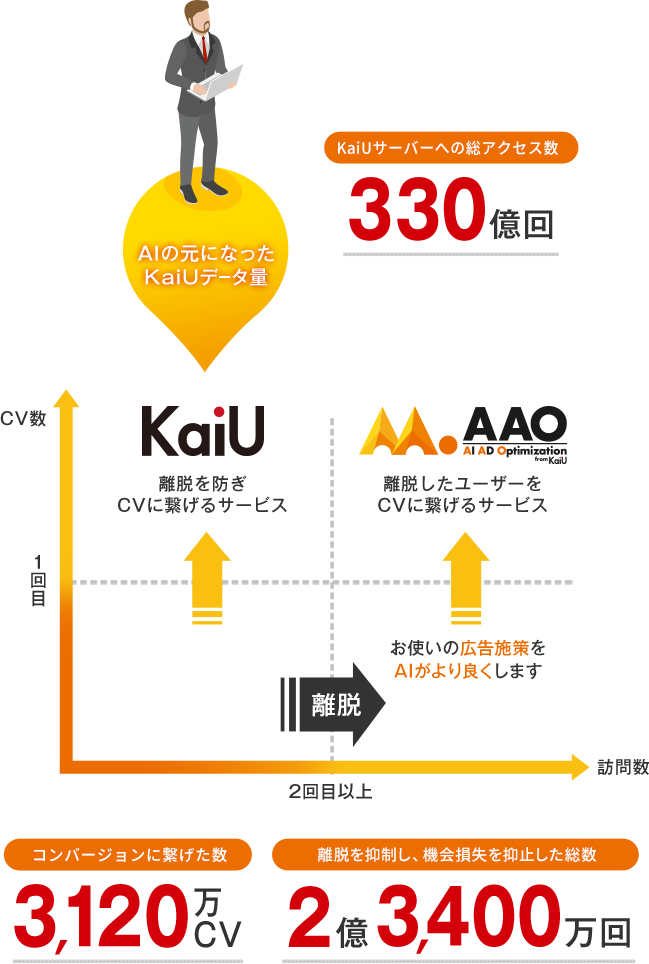 KaiUサーバーへの総アクセス数
330億回
AIの元になった
KaiUデータ量
CV数
KaiU
離脱を防ぎ
CVに繋げるサービス
AAO
AI AD Optimization
from KaiU
離脱したユーザーを
CVに繋げるサービス
1回目
お使いの広告施策を
AIがより良くします
離脱
訪問数
2回目以上
コンバージョンに繋げた数
3,120万CV
離脱を抑制し、機会損失を抑止した総数
2億3,400万回